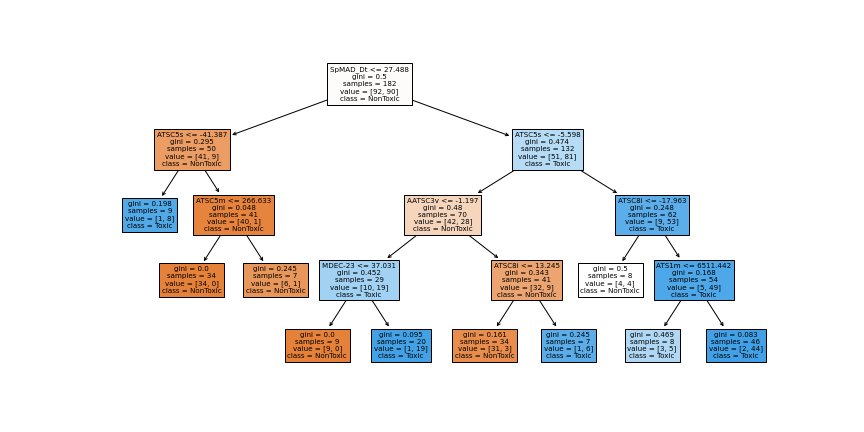 SpMAD_Dt <= 27.488
gini = 0.5
samples = 182
value = [92, 90]
class = NonToxic
ATSC5s <= -41.387
gini = 0.295
samples = 50
value = [41, 9]
class = NonToxic
ATSC5s <= -5.598
gini = 0.474
samples = 132
value = [51, 81]
class = Toxic
gini = 0.198
samples = 9
value = [1, 8]
class = Toxic
ATSC5m <= 266.633
gini = 0.048
samples = 41
value = [40, 1]
class = NonToxic
AATSC3v <= -1.197
gini = 0.48
samples = 70
value = [42, 28]
class = NonToxic
ATSC8i <= -17.963
gini = 0.248
samples = 62
value = [9, 53]
class = Toxic
gini = 0.0
samples = 34
value = [34, 0]
class = NonToxic
gini = 0.245
samples = 7
value = [6, 1]
class = NonToxic
MDEC-23 <= 37.031
gini = 0.452
samples = 29
value = [10, 19]
class = Toxic
ATSC8i <= 13.245
gini = 0.343
samples = 41
value = [32, 9]
class = NonToxic
gini = 0.5
samples = 8
value = [4, 4]
class = NonToxic
ATS1m <= 6511.442
gini = 0.168
samples = 54
value = [5, 49]
class = Toxic
gini = 0.0
samples = 9
value = [9, 0]
class = NonToxic
gini = 0.095
samples = 20
value = [1, 19]
class = Toxic
gini = 0.161
samples = 34
value = [31, 3]
class = NonToxic
gini = 0.245
samples = 7
value = [1, 6]
class = Toxic
gini = 0.469
samples = 8
value = [3, 5]
class = Toxic
gini = 0.083
samples = 46
value = [2, 44]
class = Toxic